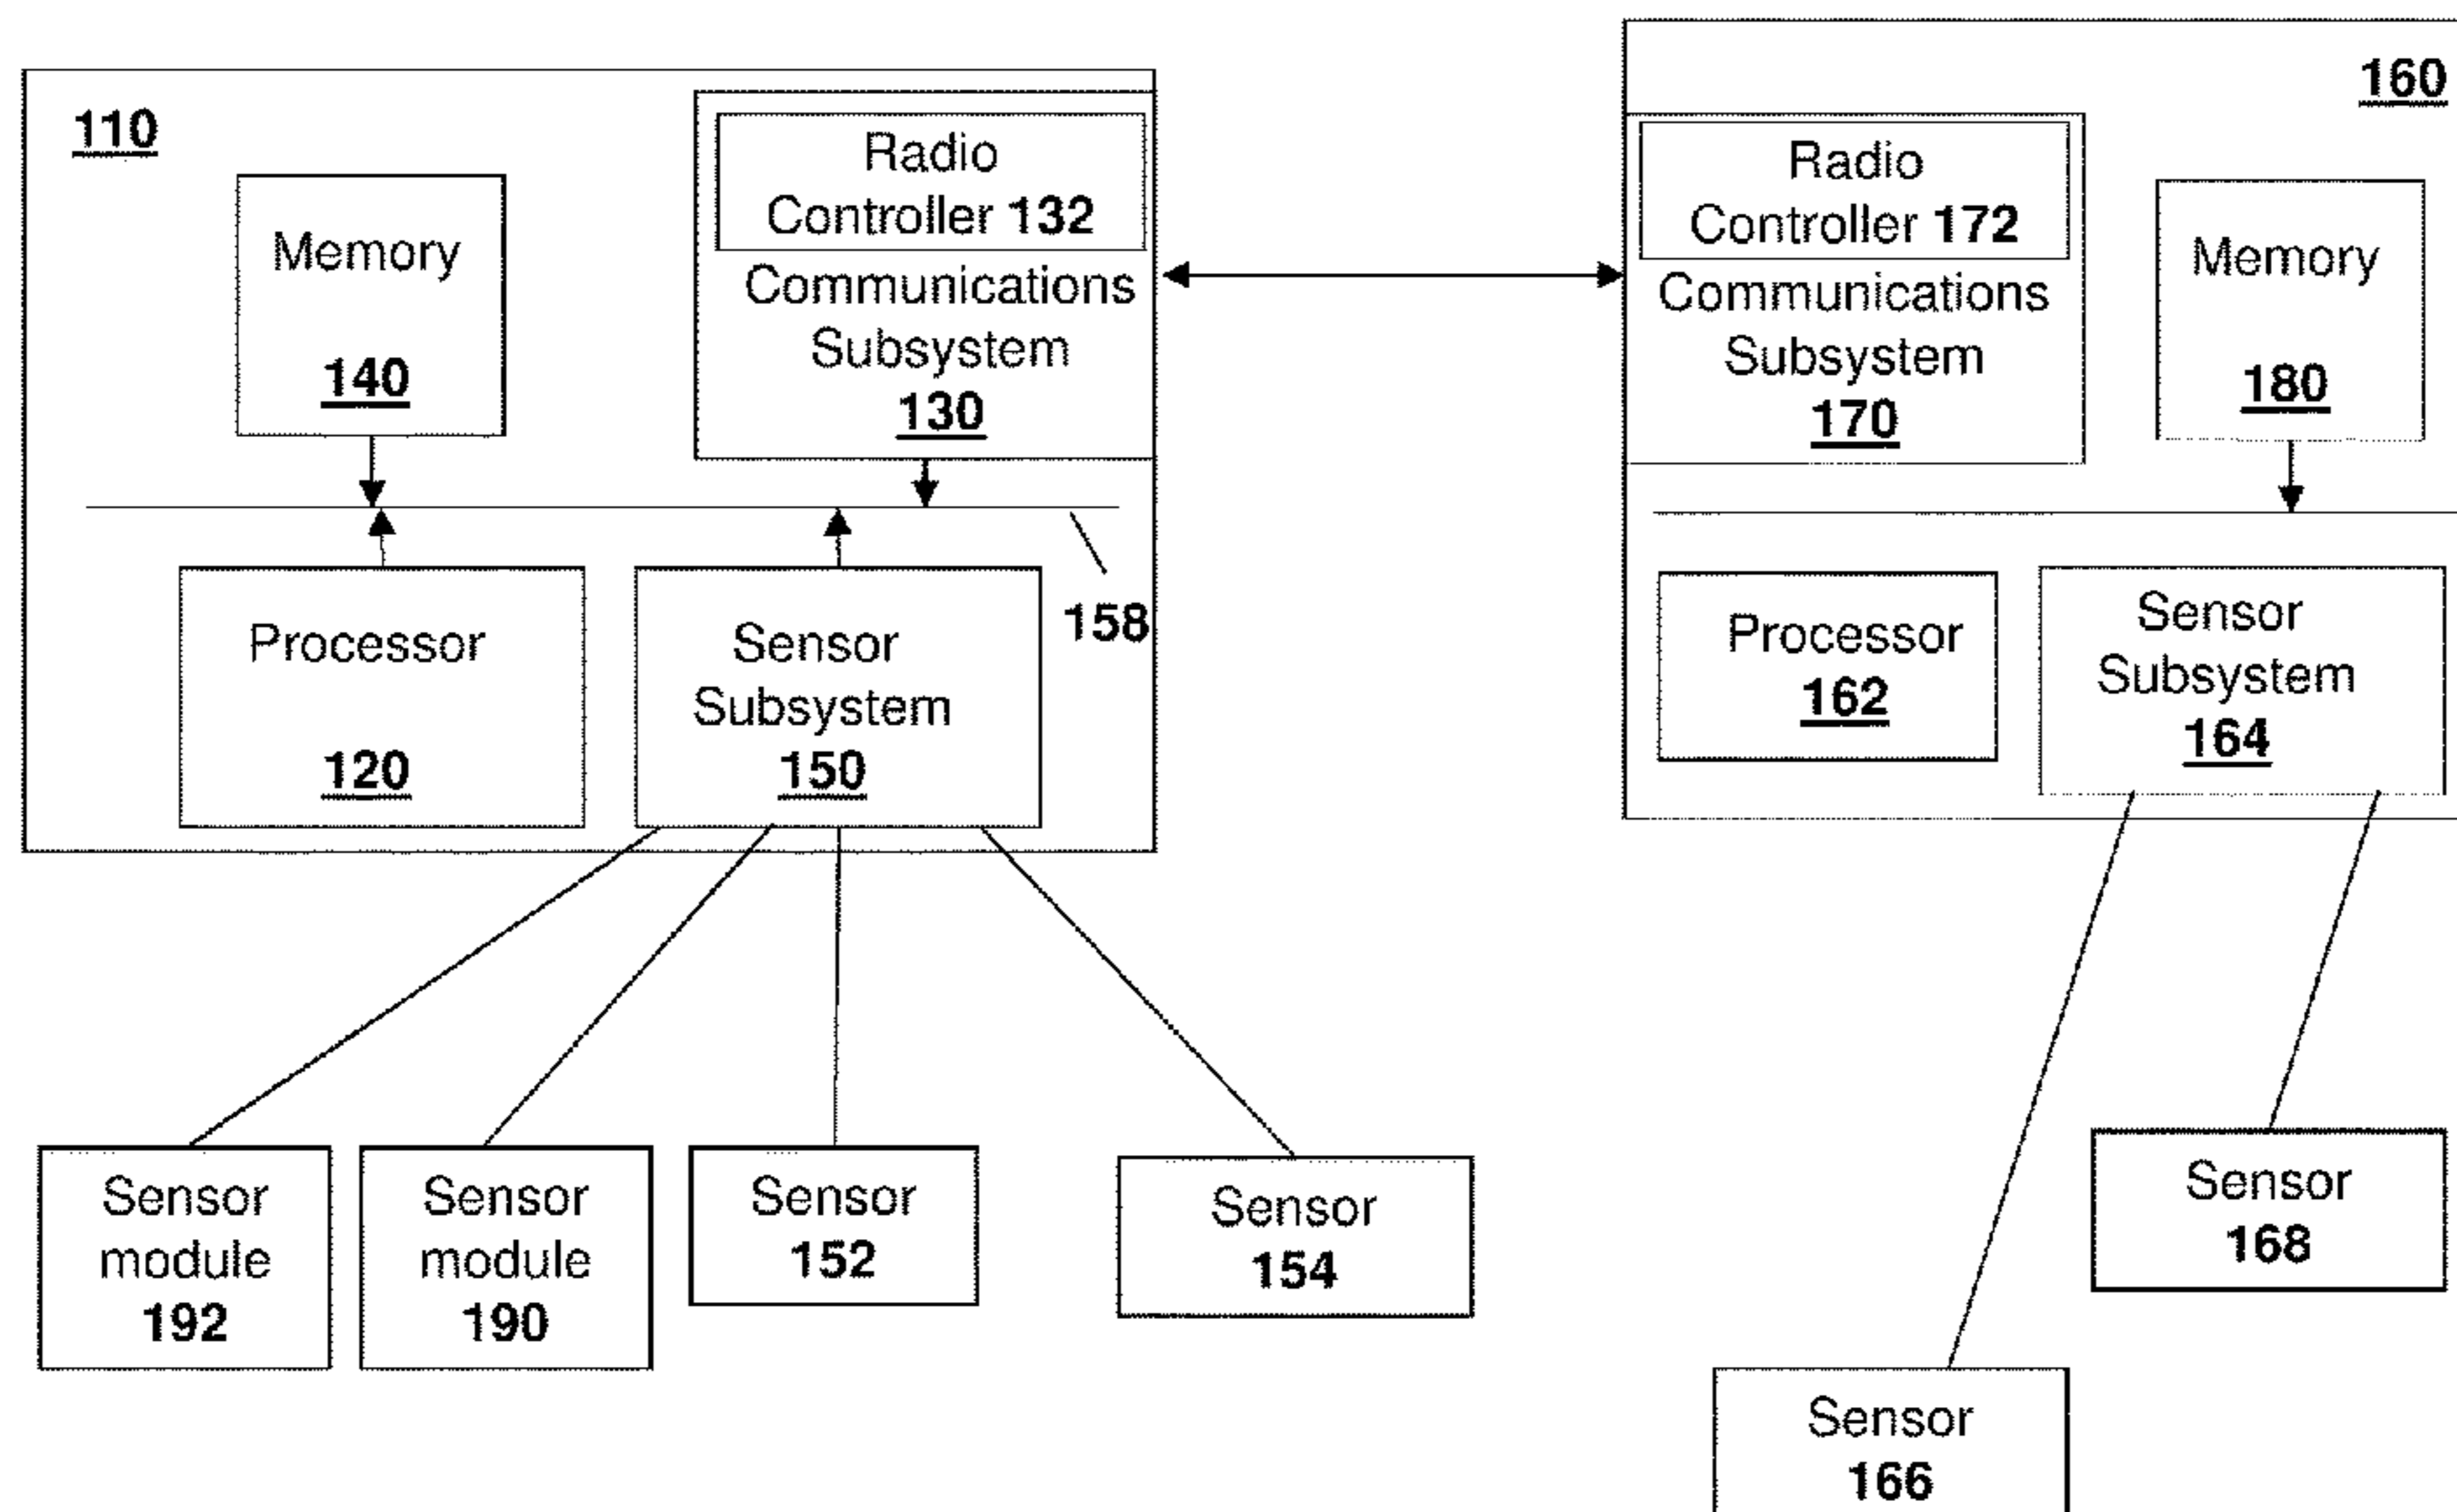 110
Memory
140
Radio
Controller 132
Communications
Subsystem
130
Processor
120
Sensor
Subsystem
150
158
160
Radio
Controller 172
Communications
Subsystem
170
Memory
180
Processor
162
Sensor
Subsystem
164
Sensor
module
192
Sensor
module
190
Sensor
152
Sensor
154
Sensor
168
Sensor
166